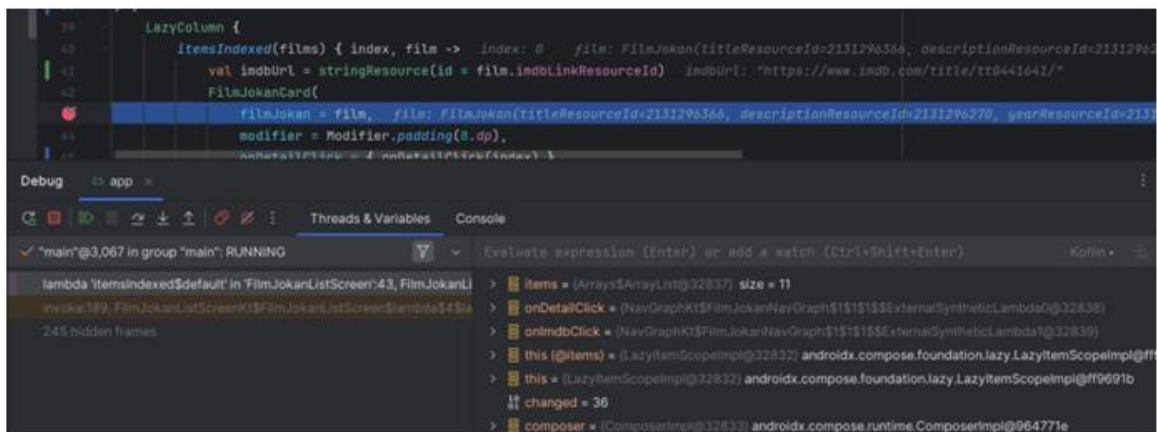 39 LazyColumn {
40 itemsIndexed(films) { index, film -> index: 0 film: FilmJokan(titleResourceId=2131296366, descriptionResourceId=21312962
41 val imdbUrl = stringResource(id = film.imdbLinkResourceId) imdbUrl: "https://www.imdb.com/title/tt0441641/"
42 FilmJokanCard(
filmJokan = film, film: FilmJokan(titleResourceId=2131296366, descriptionResourceId=2131296270, yearResourceId=2131
44 modifier = Modifier.padding(8.dp),
onDetailClick = { onDetailClick(index) }
Debug app
Threads & Variables Console
"main"@3,067 in group "main": RUNNING
Evaluate expression (Enter) or add a watch (Ctrl+Shift+Enter) Kotlin
lambda 'itemsIndexed$default' in 'FilmJokanListScreen':43, FilmJokanLi
invoke:189, FilmJokanListScreenKt$FilmJokanListScreen$lambda$4$
245 hidden frames
items = {Arrays$ArrayList@32837} size = 11
onDetailClick = {NavGraphKt$FilmJokanNavGraph$1$1$1$$ExternalSyntheticLambda0@32838}
onImdbClick = {NavGraphKt$FilmJokanNavGraph$1$1$1$$ExternalSyntheticLambda1@32839}
this (@items) = {LazyItemScopeImpl@32832} androidx.compose.foundation.lazy.LazyItemScopeImpl@ff
this = {LazyItemScopeImpl@32832} androidx.compose.foundation.lazy.LazyItemScopeImpl@ff9691b
changed = 36
composer = {ComposerImpl@32833} androidx.compose.runtime.ComposerImpl@964771e